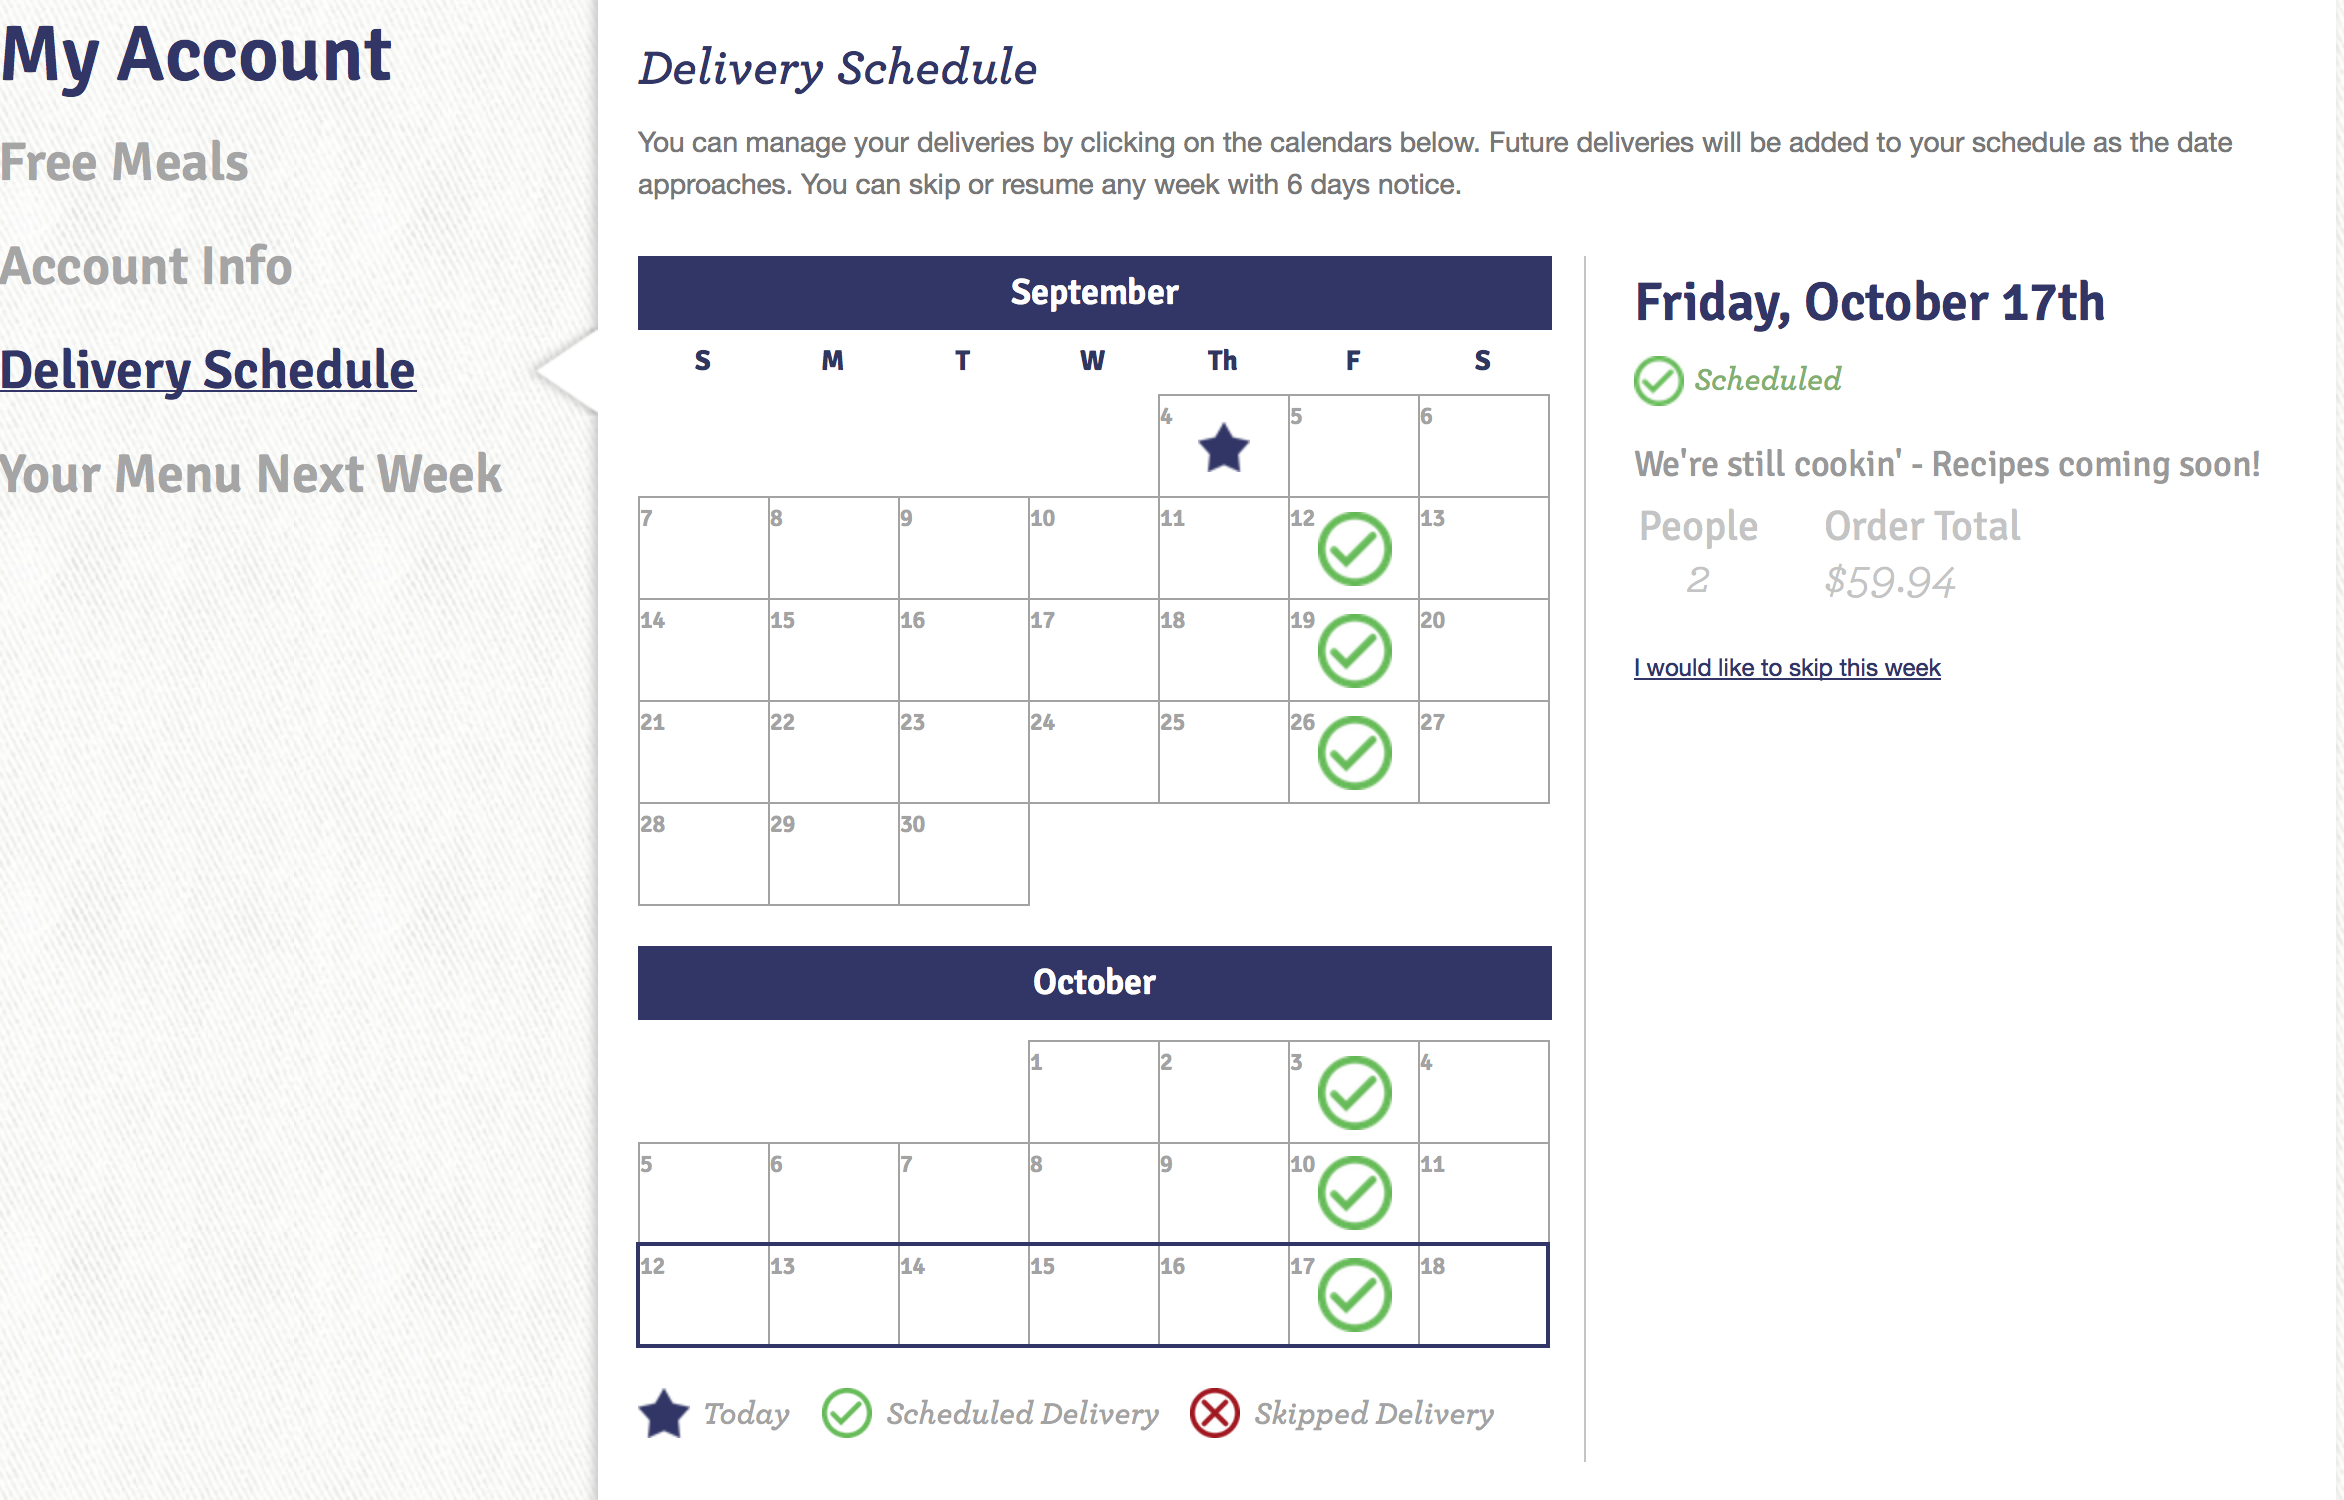 My Account
Free Meals
Account Info
Delivery Schedule
Your Menu Next Week
Delivery Schedule
You can manage your deliveries by clicking on the calendars below. Future deliveries will be added to your schedule as the date
approaches. You can skip or resume any week with 6 days notice.
September
S M T W Th F S
4 5 6
7 8 9 10 11 12 13
14 15 16 17 18 19 20
21 22 23 24 25 26 27
28 29 30
October
1 2 3 4
5 6 7 8 9 10 11
12 13 14 15 16 17 18
Today Scheduled Delivery Skipped Delivery
Friday, October 17th
Scheduled
We're still cookin' - Recipes coming soon!
People Order Total
2 $59.94
I would like to skip this week